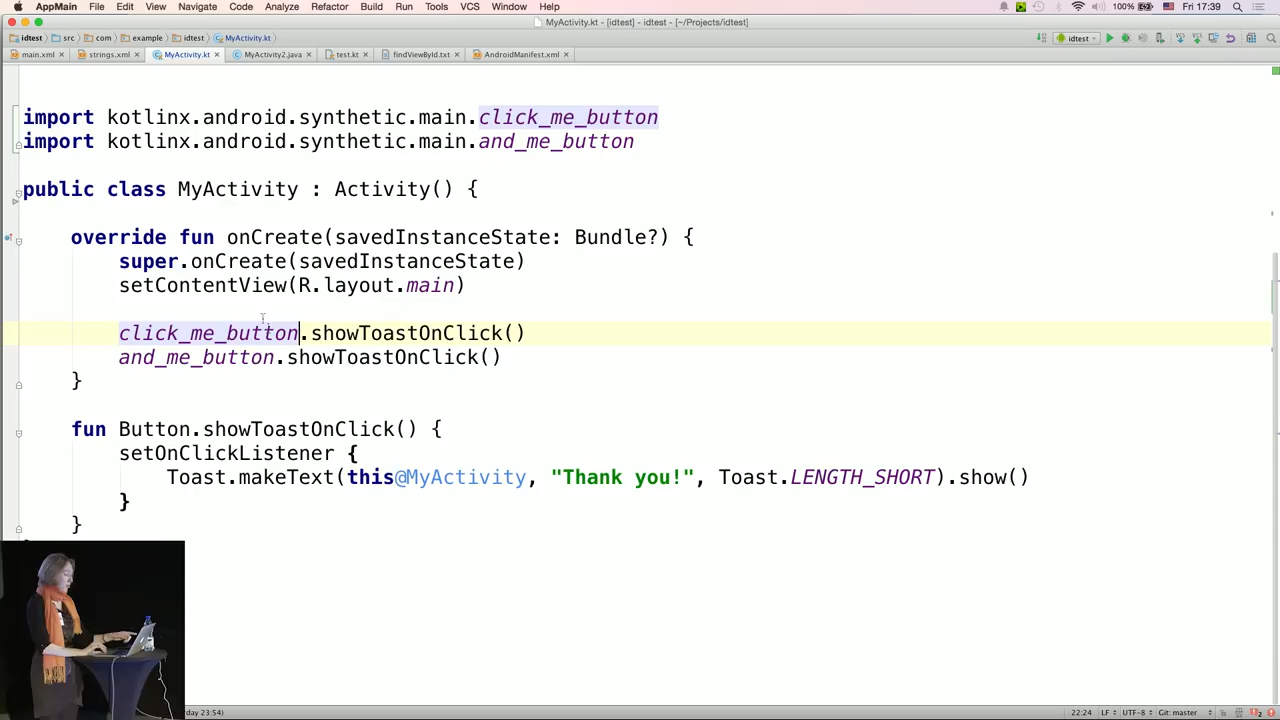 AppMain File Edit View Navigate Code Analyze Refactor Build Run Tools VCS Window Help 100% Fri 17:39
MyActivity.kt - [idtest] - idtest - [~/Projects/idtest]
idtest src com example idtest MyActivity.kt idtest
main.xml strings.xml MyActivity.kt MyActivity2.java test.kt findViewById.txt AndroidManifest.xml
import kotlinx.android.synthetic.main.click_me_button
import kotlinx.android.synthetic.main.and_me_button
public class MyActivity : Activity() {
override fun onCreate(savedInstanceState: Bundle?) {
super.onCreate(savedInstanceState)
setContentView(R.layout.main)
click_me_button.showToastOnClick()
and_me_button.showToastOnClick()
}
fun Button.showToastOnClick() {
setOnClickListener {
Toast.makeText(this@MyActivity, "Thank you!", Toast.LENGTH_SHORT).show()
}
}
day 23:54) 22:24 LF UTF-8 Git: master